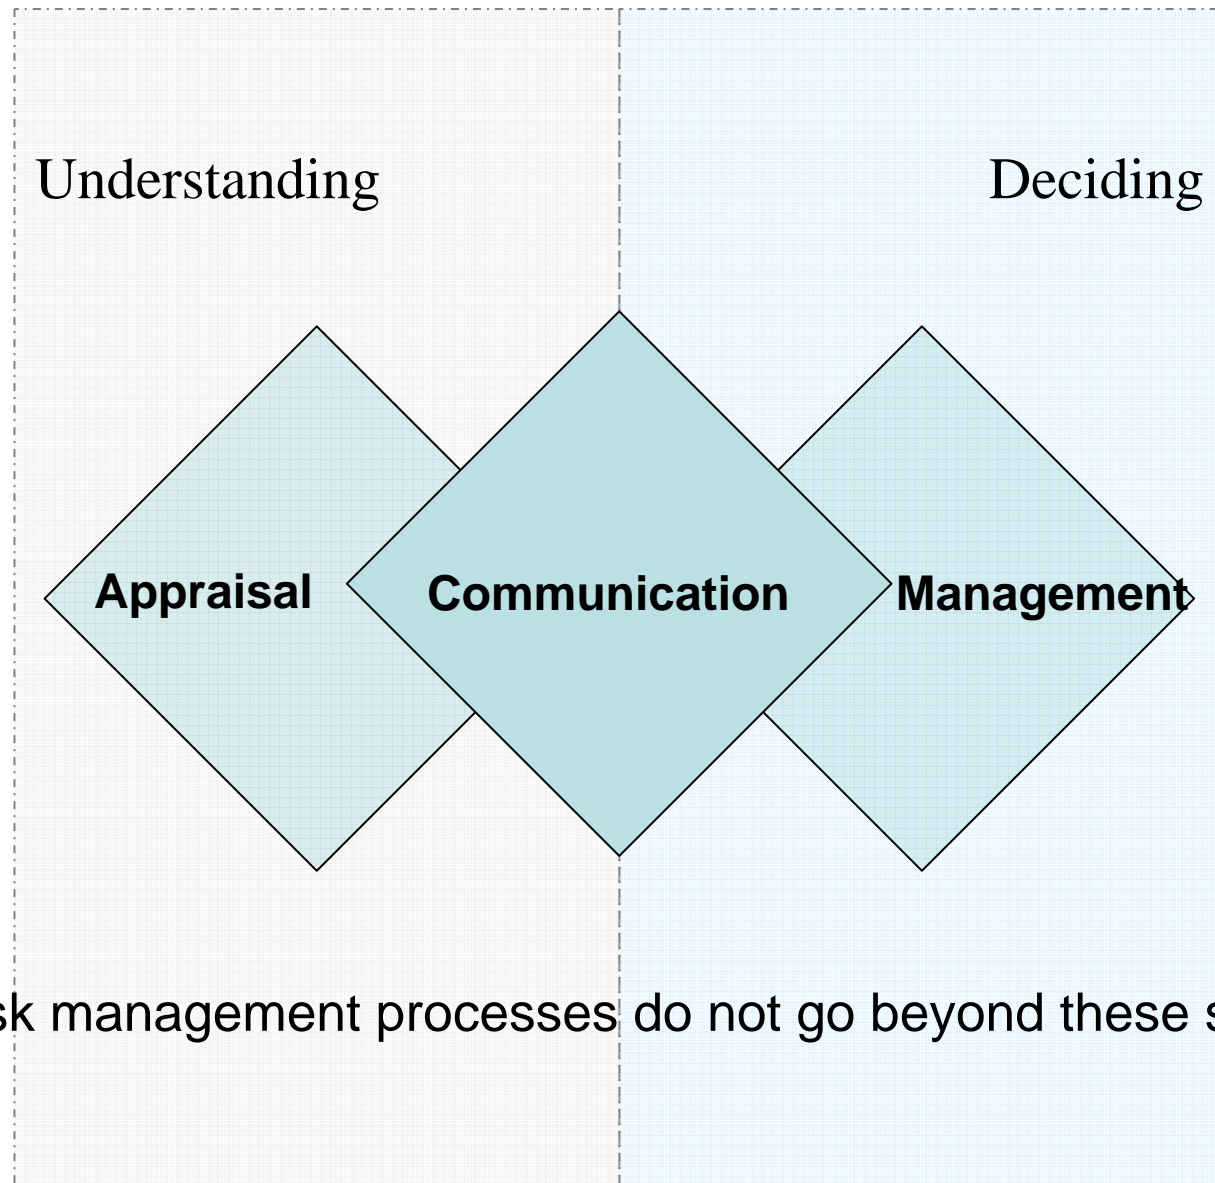 Understanding Deciding
Appraisal Communication Management
sk management processes do not go beyond these s